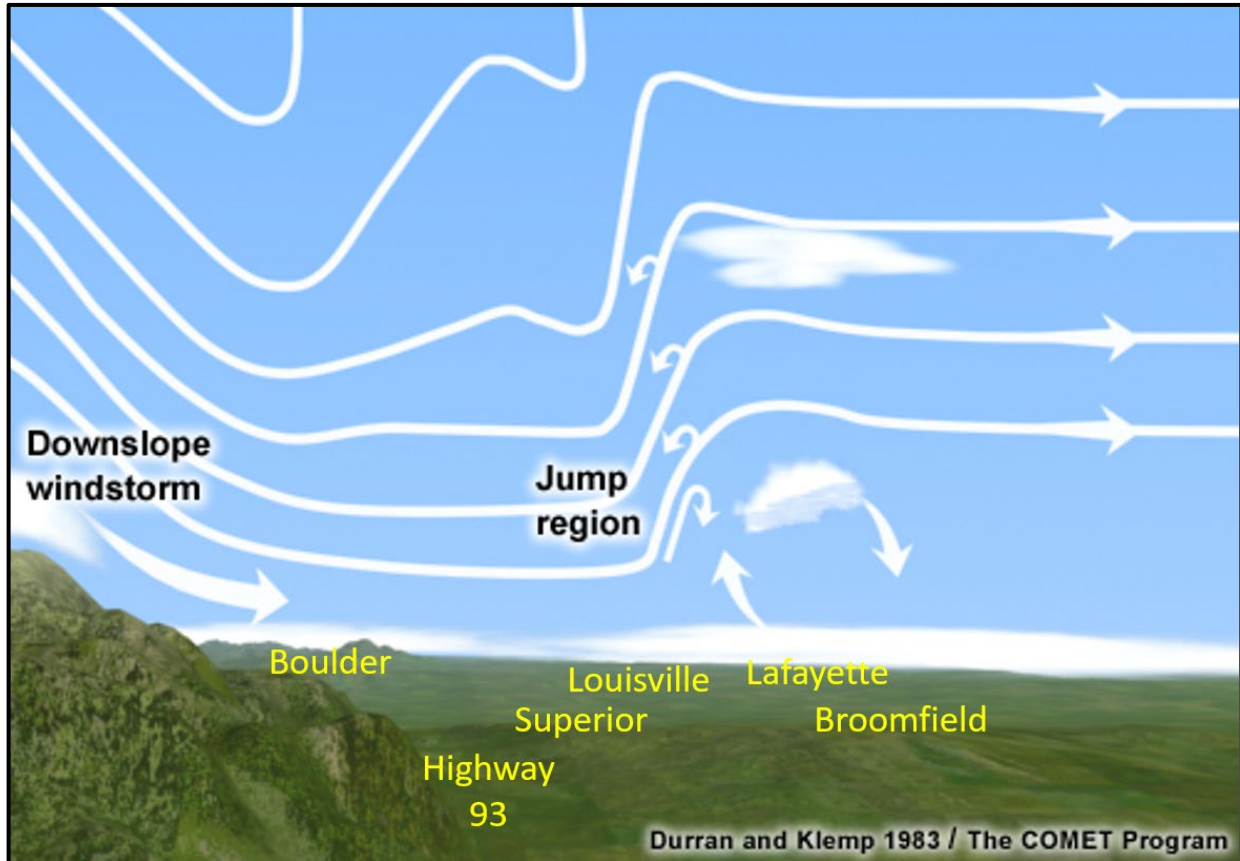 Downslope
windstorm
Jump
region
Boulder
Louisville
Lafayette
Superior
Broomfield
Highway
93
Durran and Klemp 1983 / The COMET Program